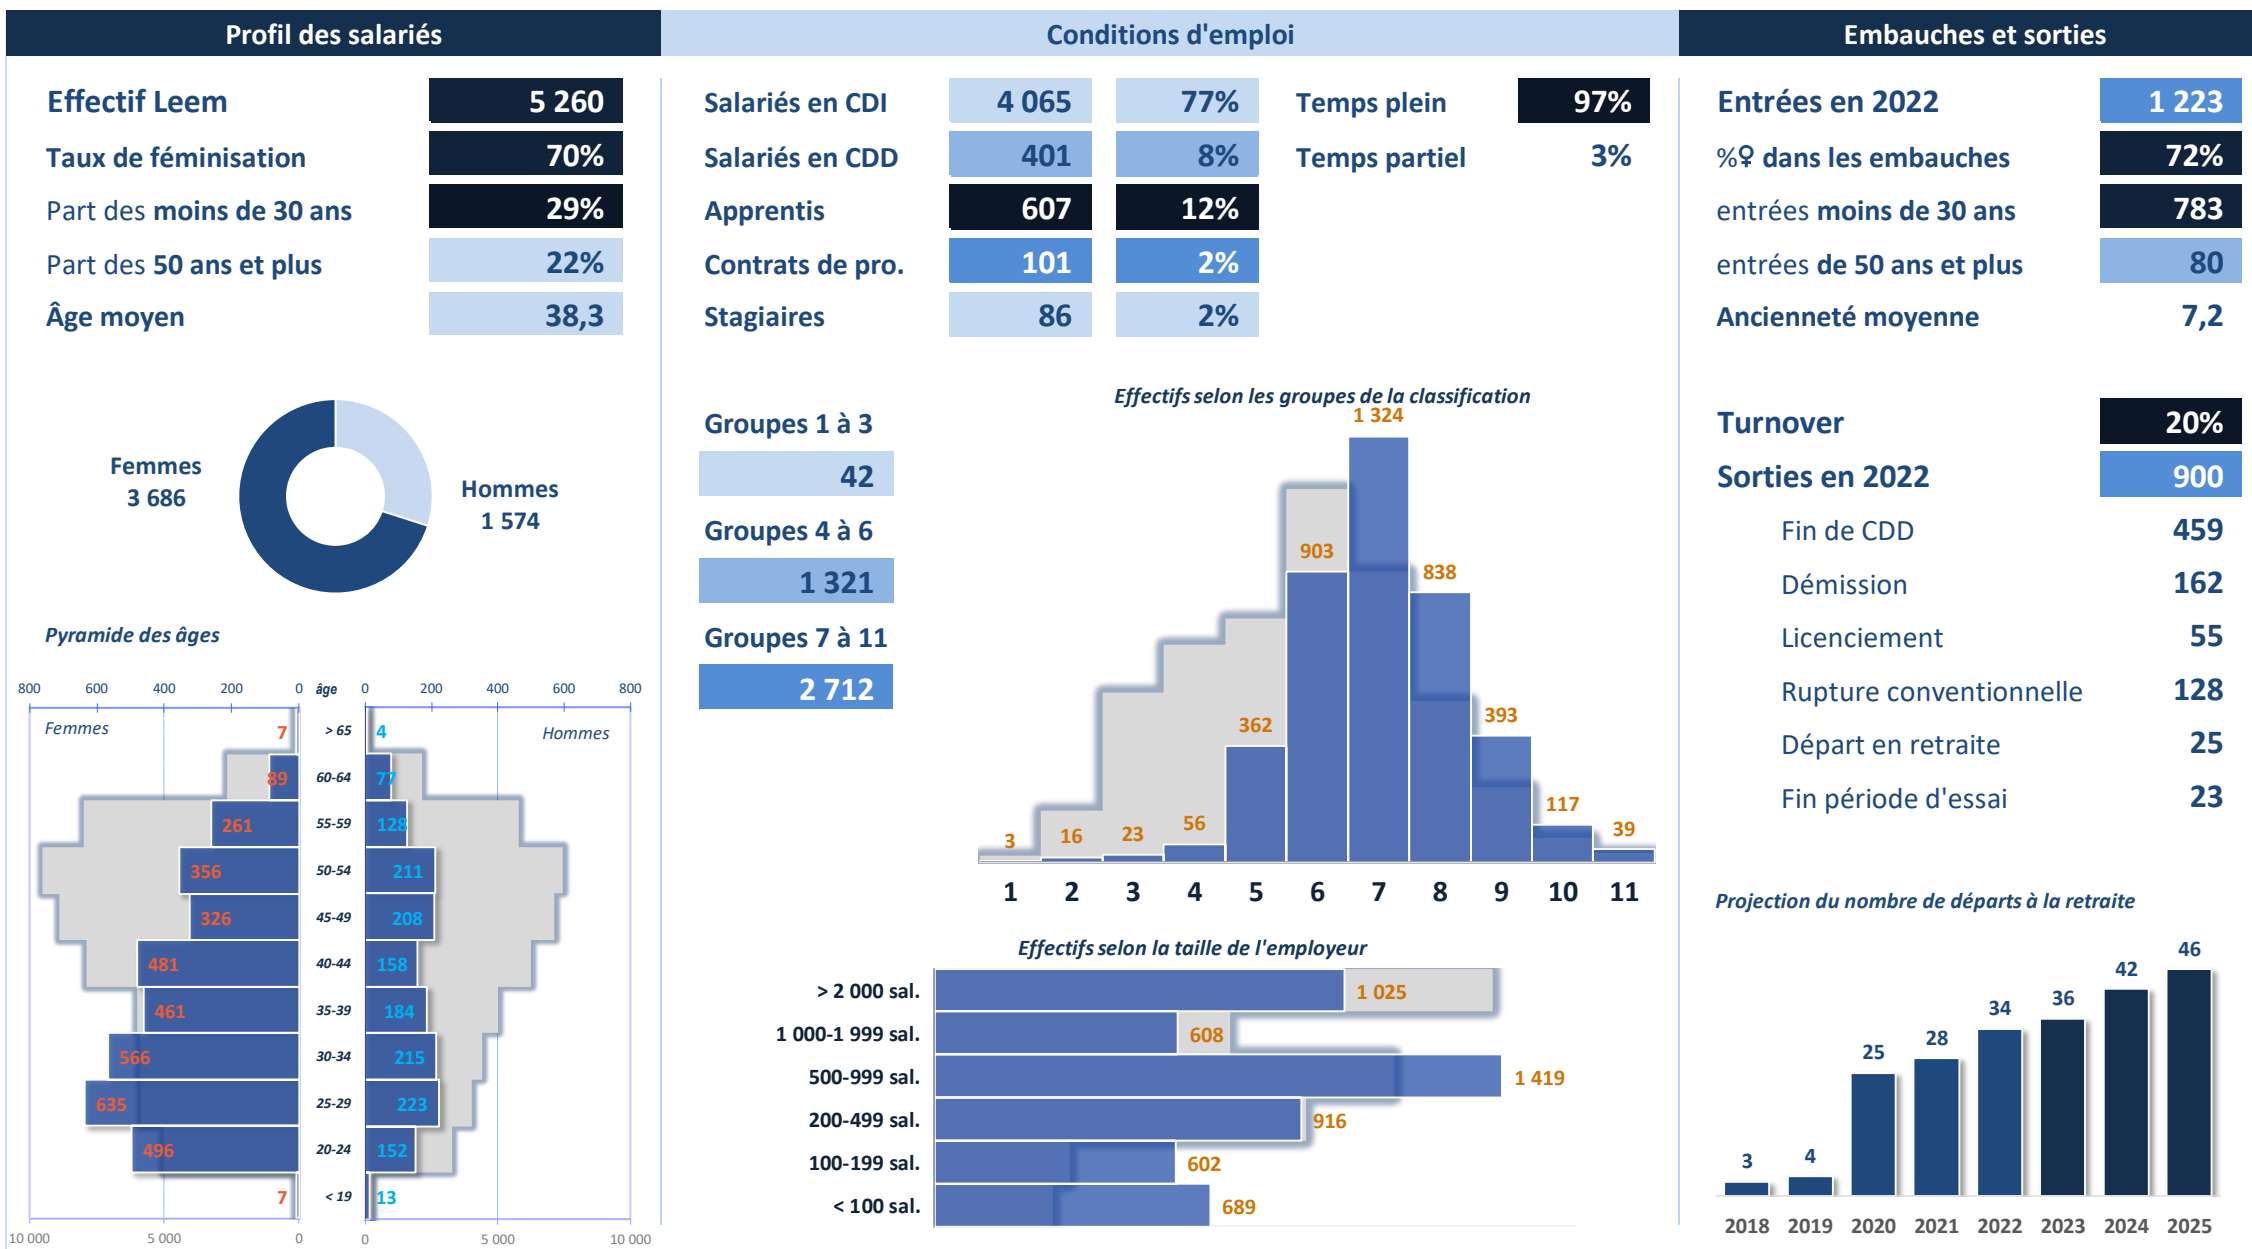 Profil des salariés
Effectif Leem 5 260
Taux de féminisation 70%
Part des moins de 30 ans 29%
Part des 50 ans et plus 22%
Âge moyen 38,3
Femmes
3 686
Hommes
1 574
Pyramide des âges
800 600 400 200 0 âge 0 200 400 600 800
Femmes Hommes
7 > 65 4
89 60-64 77
261 55-59 128
356 50-54 211
326 45-49 208
481 40-44 158
461 35-39 184
566 30-34 215
635 25-29 223
496 20-24 152
7 < 19 13
10 000 5 000 0 0 5 000 10 000
Conditions d'emploi
Salariés en CDI 4 065 77%
Salariés en CDD 401 8%
Apprentis 607 12%
Contrats de pro. 101 2%
Stagiaires 86 2%
Temps plein 97%
Temps partiel 3%
Groupes 1 à 3
42
Groupes 4 à 6
1 321
Groupes 7 à 11
2 712
Effectifs selon les groupes de la classification
3 16 23 56 362 903 1 324 838 393 117 39
1 2 3 4 5 6 7 8 9 10 11
Effectifs selon la taille de l'employeur
> 2 000 sal. 1 025
1 000-1 999 sal. 608
500-999 sal. 1 419
200-499 sal. 916
100-199 sal. 602
< 100 sal. 689
Embauches et sorties
Entrées en 2022 1 223
%♀ dans les embauches 72%
entrées moins de 30 ans 783
entrées de 50 ans et plus 80
Ancienneté moyenne 7,2
Turnover 20%
Sorties en 2022 900
Fin de CDD 459
Démission 162
Licenciement 55
Rupture conventionnelle 128
Départ en retraite 25
Fin période d'essai 23
Projection du nombre de départs à la retraite
3 4 25 28 34 36 42 46
2018 2019 2020 2021 2022 2023 2024 2025